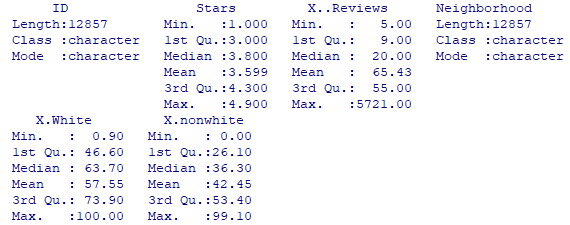 ID                Stars         X..Reviews      Neighborhood
Length:12857       Min.   :1.000   Min.   :   5.00   Length:12857
Class :character   1st Qu.:3.000   1st Qu.:   9.00   Class :character
Mode  :character   Median :3.800   Median :  20.00   Mode  :character
                   Mean   :3.599   Mean   :  65.43
                   3rd Qu.:4.300   3rd Qu.:  55.00
                   Max.   :4.900   Max.   :5721.00
   X.White         X.nonwhite
Min.   :  0.90   Min.   : 0.00
1st Qu.: 46.60   1st Qu.:26.10
Median : 63.70   Median :36.30
Mean   : 57.55   Mean   :42.45
3rd Qu.: 73.90   3rd Qu.:53.40
Max.   :100.00   Max.   :99.10